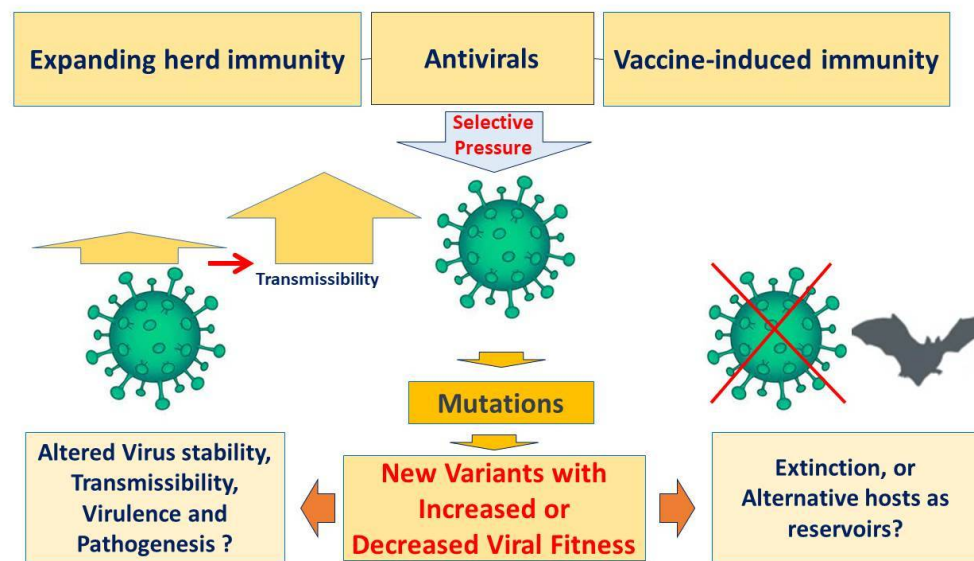 Expanding herd immunity
Antivirals
Vaccine-induced immunity
Selective
Pressure
Transmissibility
Mutations
Altered Virus stability,
Transmissibility,
Virulence and
Pathogenesis ?
New Variants with
Increased or
Decreased Viral Fitness
Extinction, or
Alternative hosts as
reservoirs?